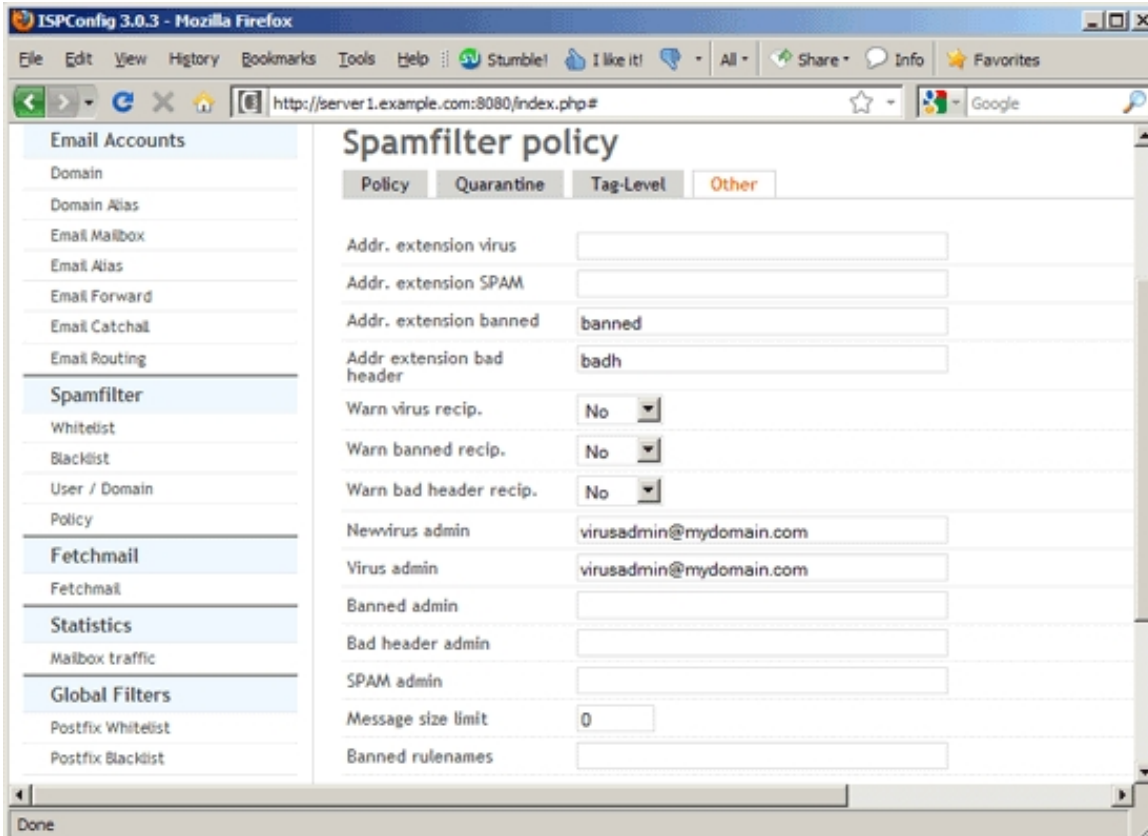 ISPConfig 3.0.3 - Mozilla Firefox
File Edit View History Bookmarks Tools Help Stumble! I like it! All Share Info Favorites
http://server1.example.com:8080/index.php# Google
Email Accounts
Domain
Domain Alias
Email Mailbox
Email Alias
Email Forward
Email Catchall
Email Routing
Spamfilter
Whitelist
Blacklist
User / Domain
Policy
Fetchmail
Fetchmail
Statistics
Mailbox traffic
Global Filters
Postfix Whitelist
Postfix Blacklist
Spamfilter policy
Policy Quarantine Tag-Level Other
Addr. extension virus
Addr. extension SPAM
Addr. extension banned banned
Addr extension bad
header badh
Warn virus recip. No
Warn banned recip. No
Warn bad header recip. No
Newvirus admin virusadmin@mydomain.com
Virus admin virusadmin@mydomain.com
Banned admin
Bad header admin
SPAM admin
Message size limit 0
Banned rulenames
Done